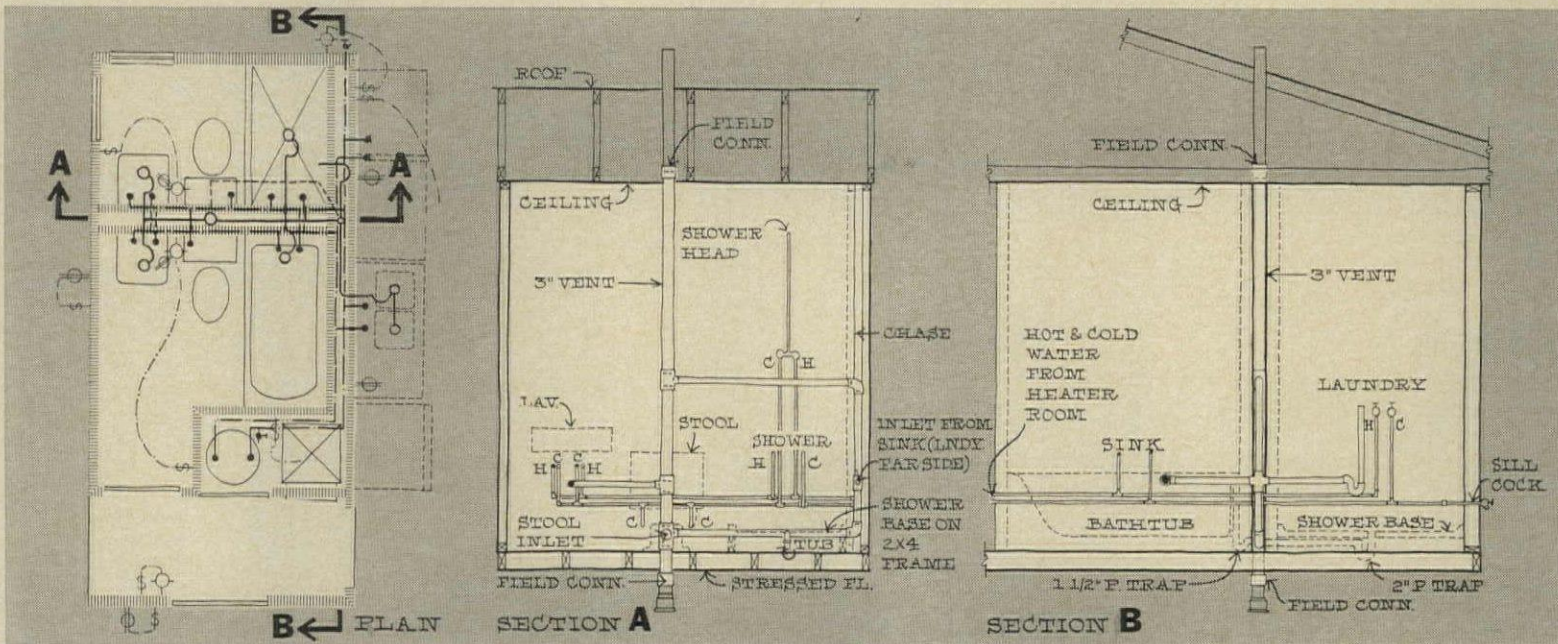 B
A
A
B
PLAN
ROOF
FIELD
CONN.
CEILING
SHOWER
HEAD
3" VENT
CHASE
C
H
LAV.
STOOL
SHOWER
H
C
C
H
H
C
INLET FROM
SINK (LNDY
FAR SIDE)
STOOL
INLET
C
C
TUB
SHOWER
BASE ON
2X4
FRAME
FIELD CONN.
STRESSED FL.
SECTION A
FIELD CONN.
CEILING
3" VENT
HOT & COLD
WATER
FROM
HEATER
ROOM
LAUNDRY
H
C
SINK
SILL
COCK
BATHTUB
SHOWER BASE
1 1/2" P. TRAP
2" P TRAP
FIELD CONN.
SECTION B